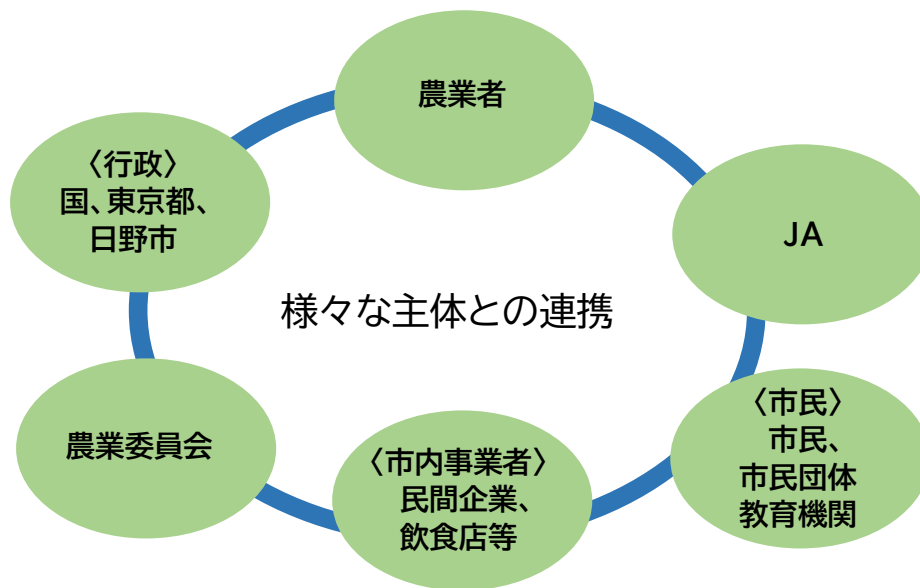 農業者
〈行政〉
国、東京都、
日野市
JA
様々な主体との連携
農業委員会
〈市内事業者〉
民間企業、
飲食店等
〈市民〉
市民、
市民団体
教育機関